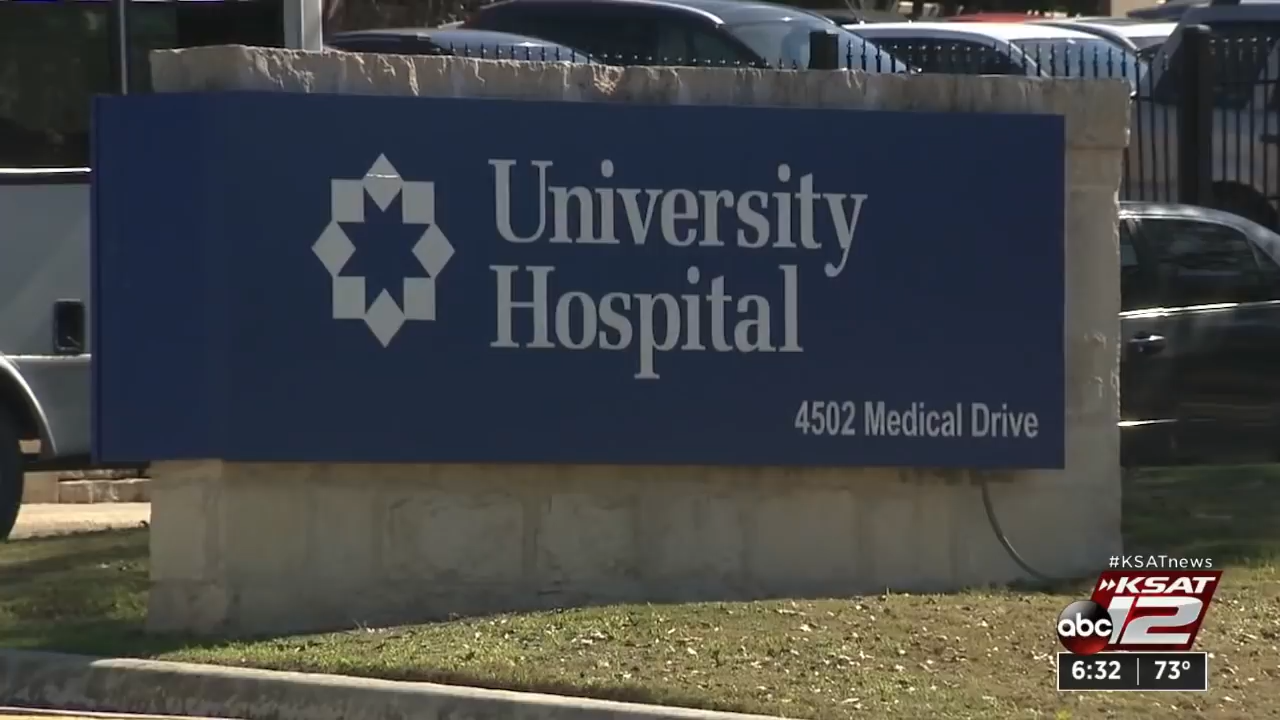 University
Hospital
4502 Medical Drive
#KSATnews
KSAT
abc 12
6:32 73°